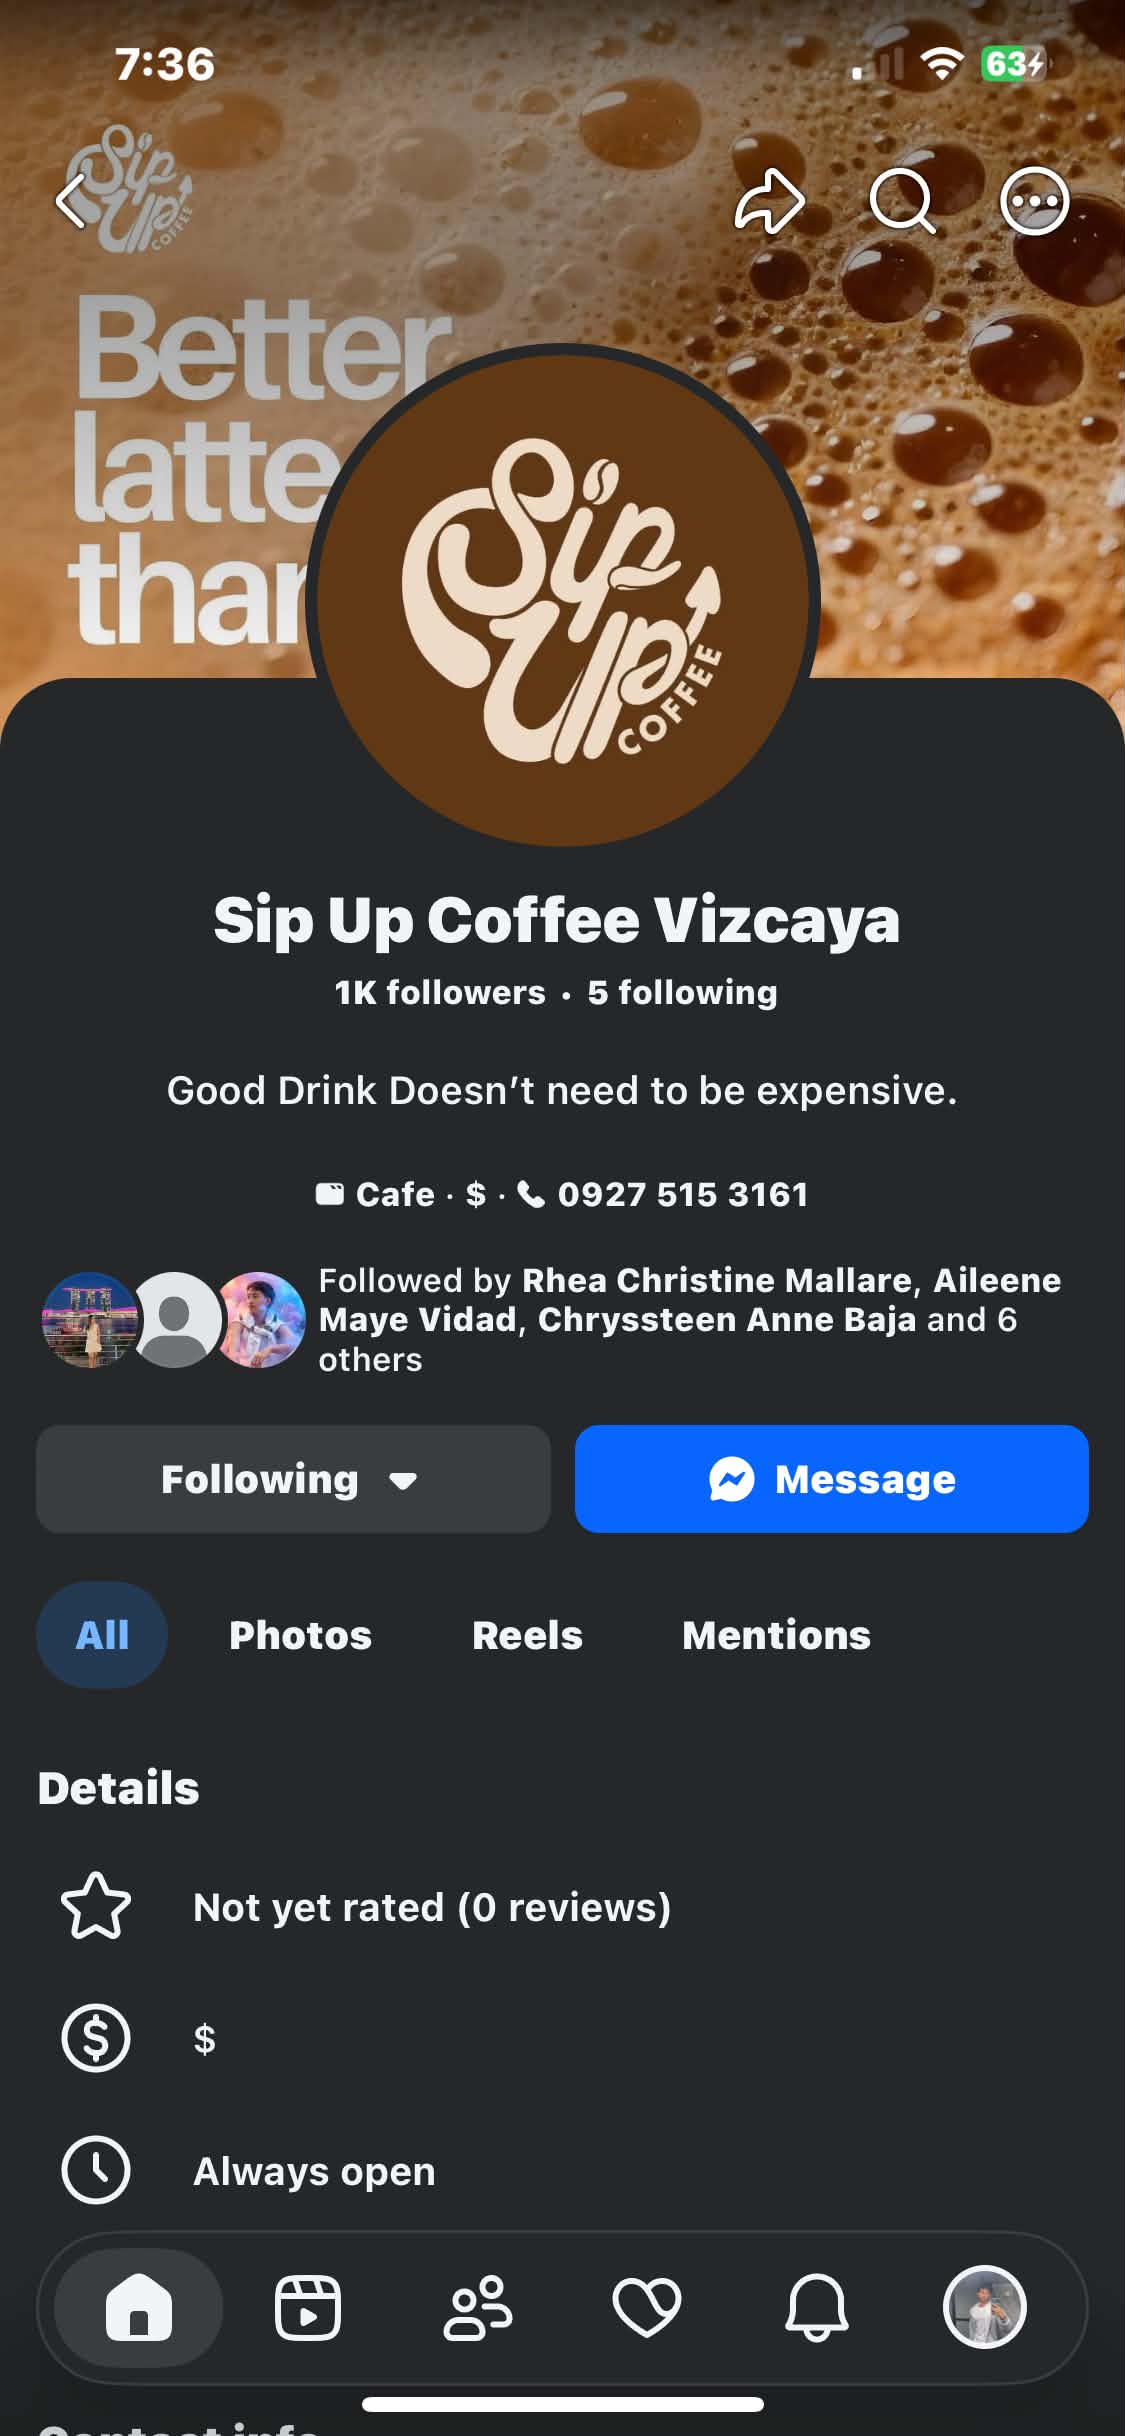 7:36
63
Sip
Up
COFFEE
Better
latte
than
Sip
Up
COFFEE
Sip Up Coffee Vizcaya
1K followers · 5 following
Good Drink Doesn’t need to be expensive.
Cafe · $ · 0927 515 3161
Followed by Rhea Christine Mallare, Aileene
Maye Vidad, Chryssteen Anne Baja and 6
others
Following
Message
All
Photos
Reels
Mentions
Details
Not yet rated (0 reviews)
$
Always open
Contact info